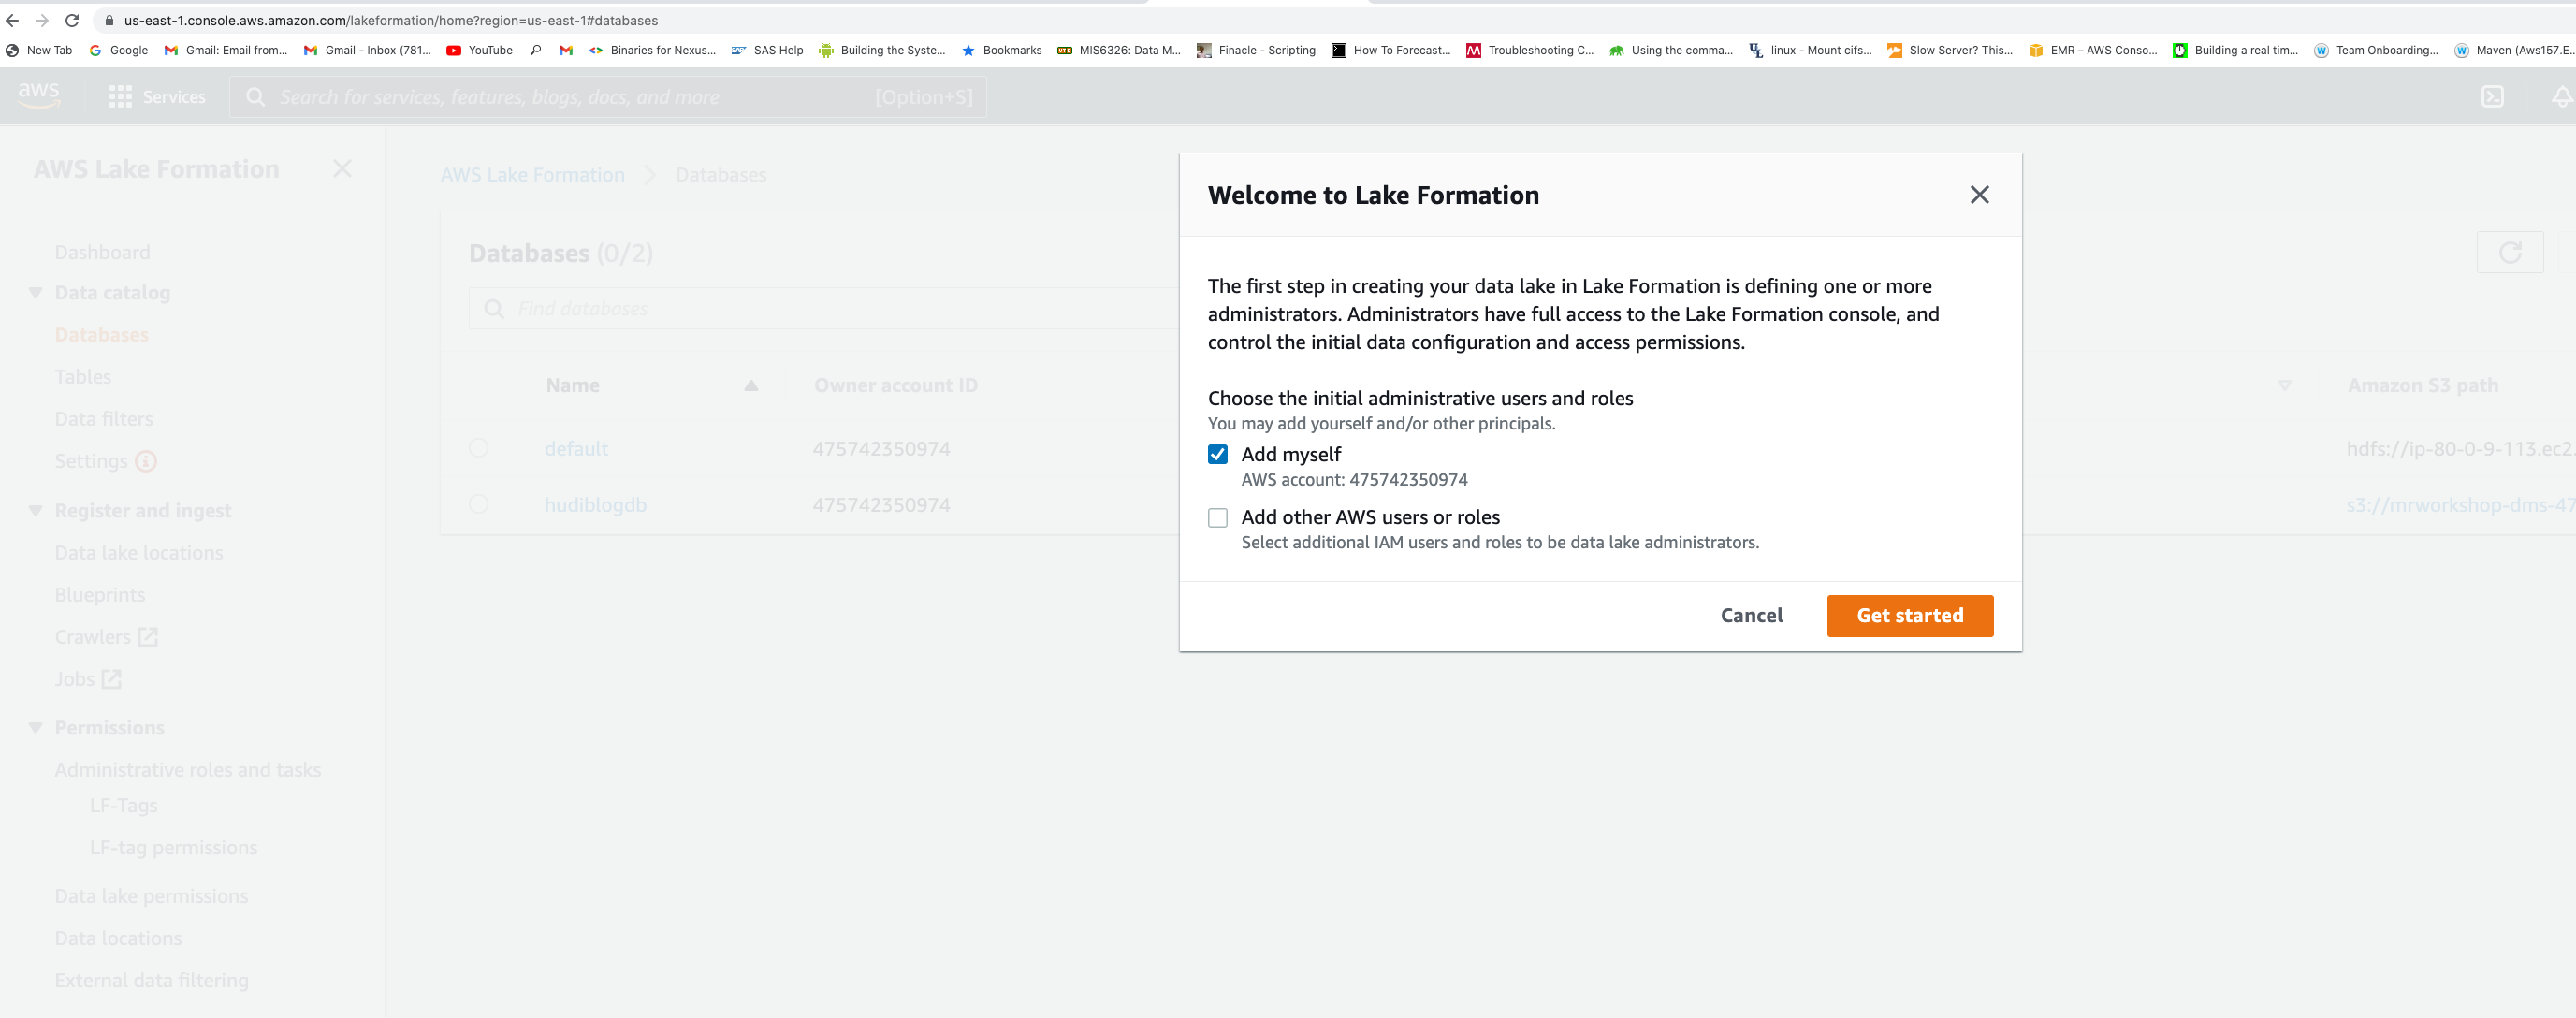 us-east-1.console.aws.amazon.com/lakeformation/home?region=us-east-1#databases
New Tab
Google
Gmail: Email from...
Gmail - Inbox (781...
YouTube
Binaries for Nexus...
SAS Help
Building the Syste...
Bookmarks
MIS6326: Data M...
Finacle - Scripting
How To Forecast...
Troubleshooting C...
Using the comma...
linux - Mount cifs...
Slow Server? This...
EMR – AWS Conso...
Building a real tim...
Team Onboarding...
Maven (Aws157.E...
aws
Services
Search for services, features, blogs, docs, and more
[Option+S]
AWS Lake Formation
Dashboard
Data catalog
Databases
Tables
Data filters
Settings
Register and ingest
Data lake locations
Blueprints
Crawlers
Jobs
Permissions
Administrative roles and tasks
LF-Tags
LF-tag permissions
Data lake permissions
Data locations
External data filtering
AWS Lake Formation
Databases
Databases (0/2)
Find databases
Name
Owner account ID
Amazon S3 path
default
475742350974
hdfs://ip-80-0-9-113.ec2.
hudiblogdb
475742350974
s3://mrworkshop-dms-47
Welcome to Lake Formation
The first step in creating your data lake in Lake Formation is defining one or more
administrators. Administrators have full access to the Lake Formation console, and
control the initial data configuration and access permissions.
Choose the initial administrative users and roles
You may add yourself and/or other principals.
Add myself
AWS account: 475742350974
Add other AWS users or roles
Select additional IAM users and roles to be data lake administrators.
Cancel
Get started